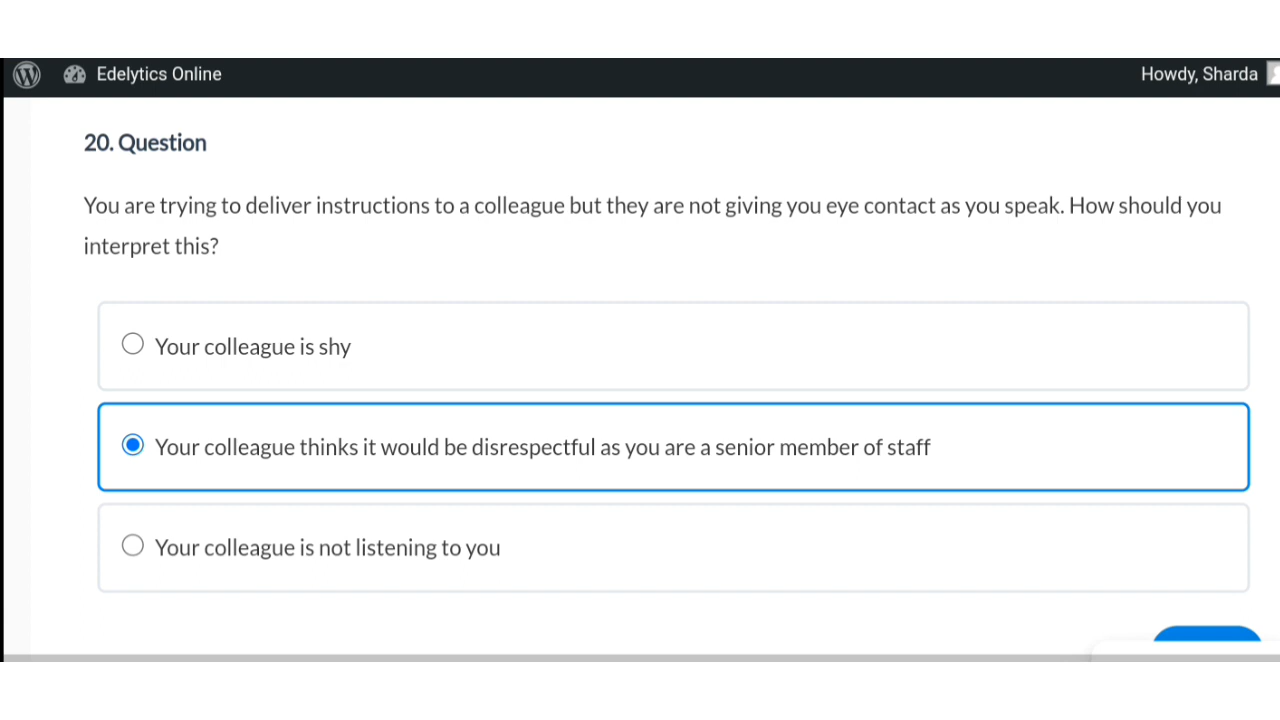 Edelytics Online
Howdy, Sharda
20. Question
You are trying to deliver instructions to a colleague but they are not giving you eye contact as you speak. How should you
interpret this?
Your colleague is shy
Your colleague thinks it would be disrespectful as you are a senior member of staff
Your colleague is not listening to you